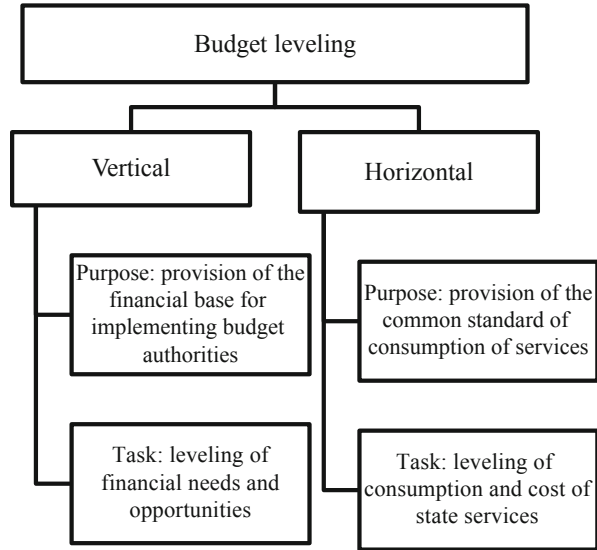 Budget leveling
Vertical
Horizontal
Purpose: provision of the
financial base for
implementing budget
authorities
Purpose: provision of the
common standard of
consumption of services
Task: leveling of
financial needs and
opportunities
Task: leveling of
consumption and cost of
state services